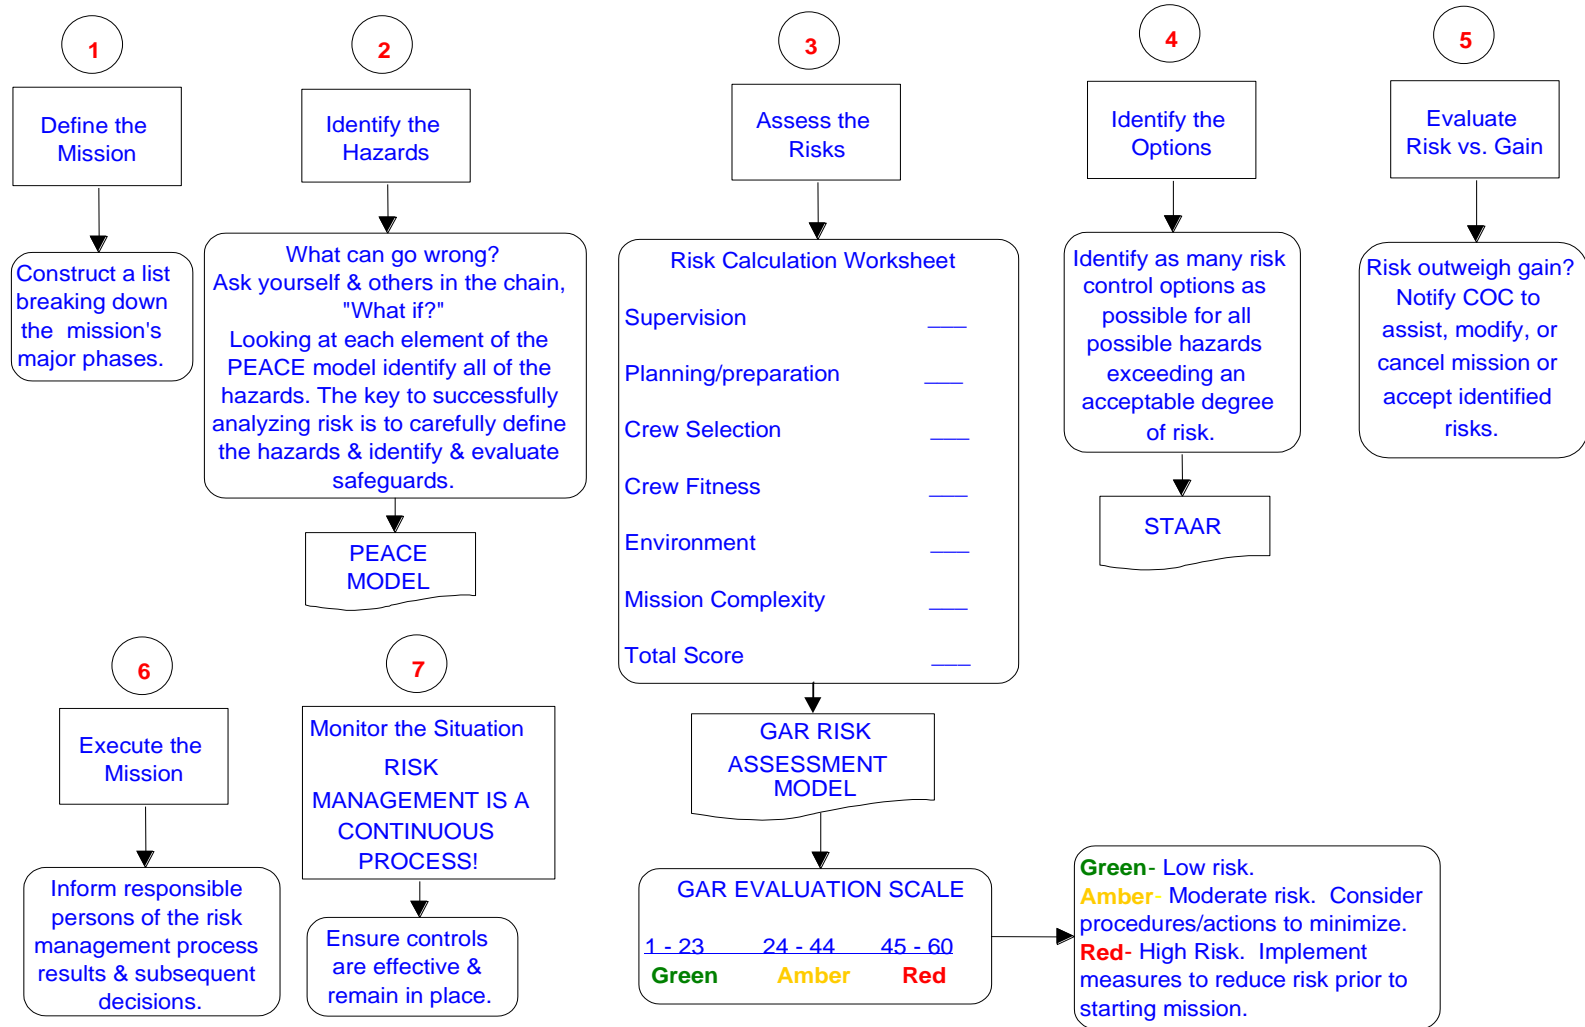 1
Define the
Mission
Construct a list
breaking down
the mission's
major phases.
2
Identify the
Hazards
What can go wrong?
Ask yourself & others in the chain,
"What if?"
Looking at each element of the
PEACE model identify all of the
hazards. The key to successfully
analyzing risk is to carefully define
the hazards & identify & evaluate
safeguards.
PEACE
MODEL
3
Assess the
Risks
Risk Calculation Worksheet
Supervision ___
Planning/preparation ___
Crew Selection ___
Crew Fitness ___
Environment ___
Mission Complexity ___
Total Score ___
GAR RISK
ASSESSMENT
MODEL
GAR EVALUATION SCALE
1 - 23 24 - 44 45 - 60
Green Amber Red
Green- Low risk.
Amber- Moderate risk. Consider
procedures/actions to minimize.
Red- High Risk. Implement
measures to reduce risk prior to
starting mission.
4
Identify the
Options
Identify as many risk
control options as
possible for all
possible hazards
exceeding an
acceptable degree
of risk.
STAAR
5
Evaluate
Risk vs. Gain
Risk outweigh gain?
Notify COC to
assist, modify, or
cancel mission or
accept identified
risks.
6
Execute the
Mission
Inform responsible
persons of the risk
management process
results & subsequent
decisions.
7
Monitor the Situation
RISK
MANAGEMENT IS A
CONTINUOUS
PROCESS!
Ensure controls
are effective &
remain in place.